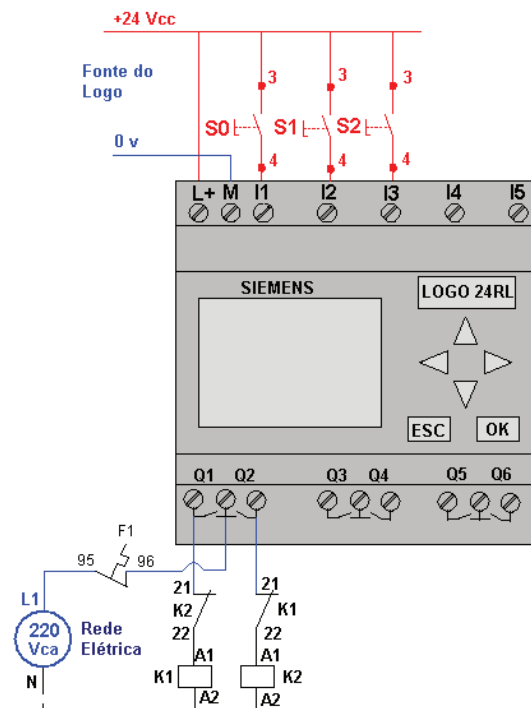 +24 Vcc
Fonte do
Logo
3 3 3
S0 S1 S2
0 v
4 4 4
L+ M I1 I2 I3 I4 I5
SIEMENS
LOGO 24RL
ESC OK
Q1 Q2 Q3 Q4 Q5 Q6
F1
95 96
21 21
L1
K2 K1
220
Vca
Rede
Elétrica
22 22
N
A1 A1
K1 K2
A2 A2